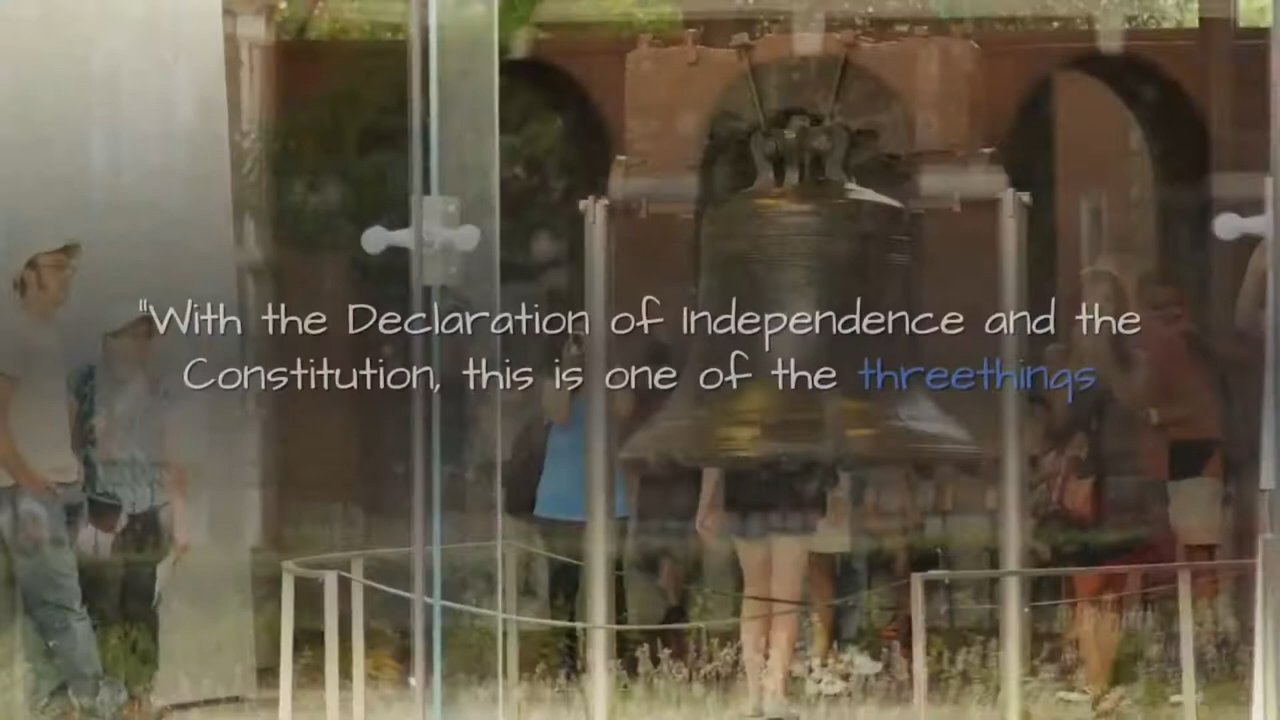 "With the Declaration of Independence and the
Constitution, this is one of the threethings